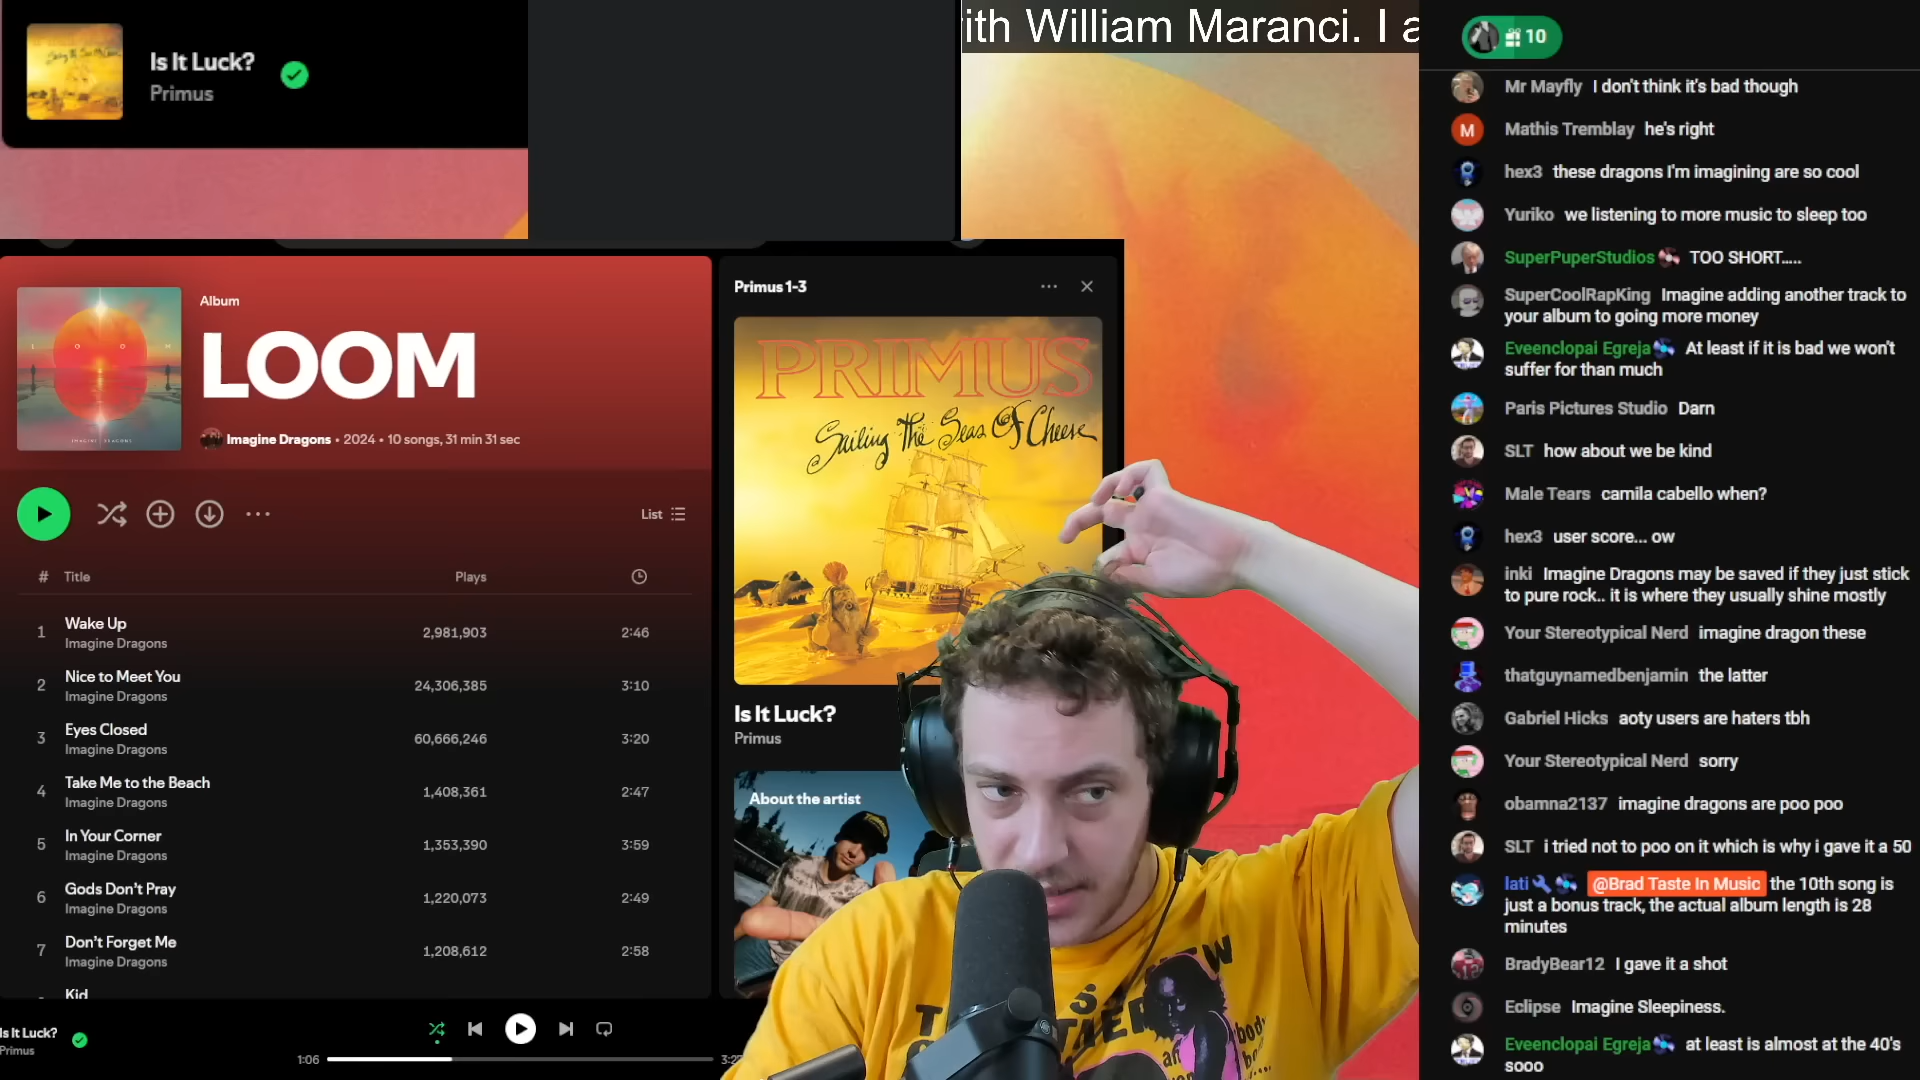 Is It Luck?
Primus
ith William Maranci. I a
10
Album
LOOM
Imagine Dragons • 2024 • 10 songs, 31 min 31 sec
List
# Title Plays
1 Wake Up 2,981,903 2:46
Imagine Dragons
2 Nice to Meet You 24,306,385 3:10
Imagine Dragons
3 Eyes Closed 60,666,246 3:20
Imagine Dragons
4 Take Me to the Beach 1,408,361 2:47
Imagine Dragons
5 In Your Corner 1,353,390 3:59
Imagine Dragons
6 Gods Don't Pray 1,220,073 2:49
Imagine Dragons
7 Don't Forget Me 1,208,612 2:58
Imagine Dragons
Kid
Is It Luck?
Primus
1:06
LOOM
IMAGINE DRAGONS
Primus 1-3
PRIMUS
Sailing The Seas Of Cheese
Is It Luck?
Primus
About the artist
Mr Mayfly I don't think it's bad though
M
Mathis Tremblay he's right
hex3 these dragons I'm imagining are so cool
Yuriko we listening to more music to sleep too
SuperPuperStudios TOO SHORT.....
SuperCoolRapKing Imagine adding another track to
your album to going more money
Eveenclopai Egreja At least if it is bad we won't
suffer for than much
Paris Pictures Studio Darn
SLT how about we be kind
Male Tears camila cabello when?
hex3 user score... ow
inki Imagine Dragons may be saved if they just stick
to pure rock.. it is where they usually shine mostly
Your Stereotypical Nerd imagine dragon these
thatguynamedbenjamin the latter
Gabriel Hicks aoty users are haters tbh
Your Stereotypical Nerd sorry
obamna2137 imagine dragons are poo poo
SLT i tried not to poo on it which is why i gave it a 50
lati @Brad Taste In Music the 10th song is
just a bonus track, the actual album length is 28
minutes
BradyBear12 I gave it a shot
Eclipse Imagine Sleepiness.
Eveenclopai Egreja at least is almost at the 40's
sooo